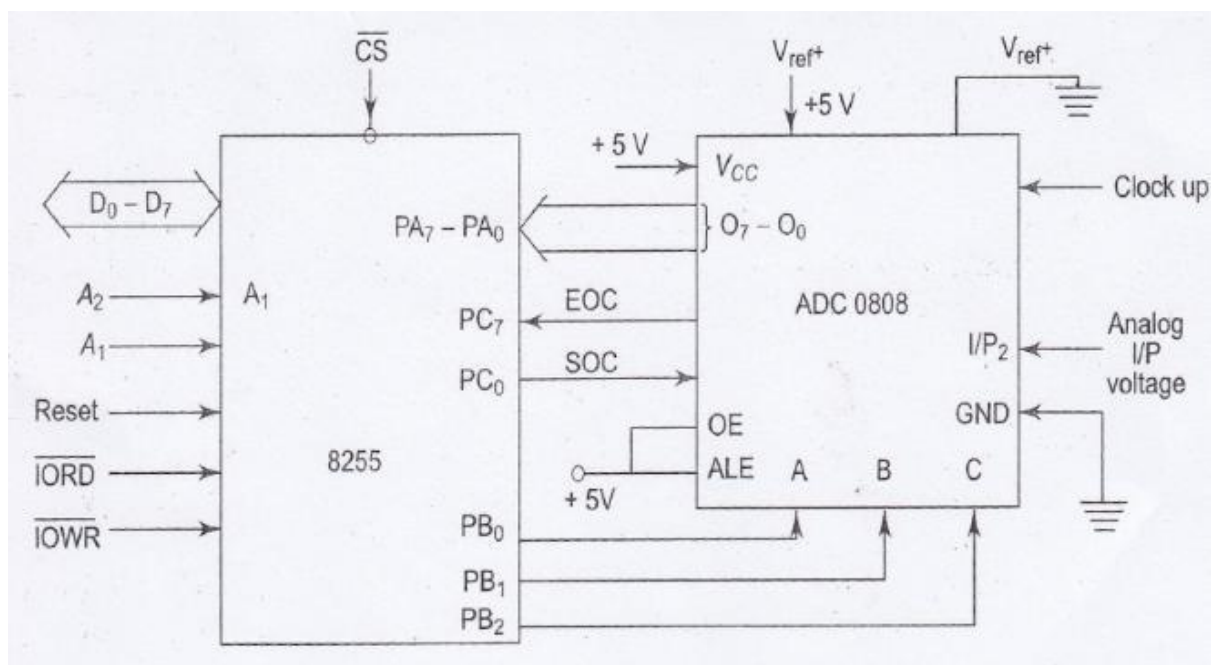 CS
Vref+
Vref+
+5 V
+ 5 V
VCC
Clock up
D0 – D7
PA7 – PA0
O7 – O0
A2
A1
EOC
ADC 0808
PC7
Analog
I/P
voltage
I/P2
A1
SOC
PC0
Reset
GND
OE
8255
IORD
ALE
A
B
C
+ 5V
IOWR
PB0
PB1
PB2